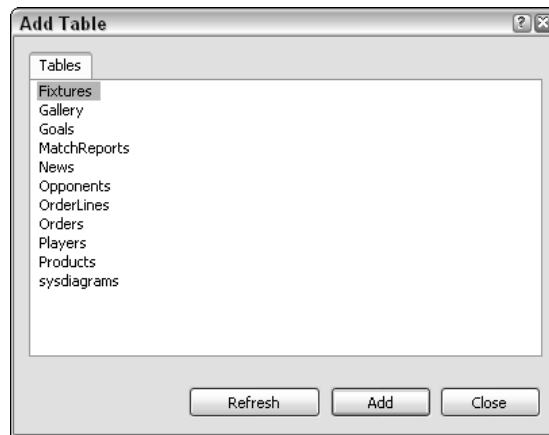 Add Table
Tables
Fixtures
Gallery
Goals
MatchReports
News
Opponents
OrderLines
Orders
Players
Products
sysdiagrams
Refresh Add Close